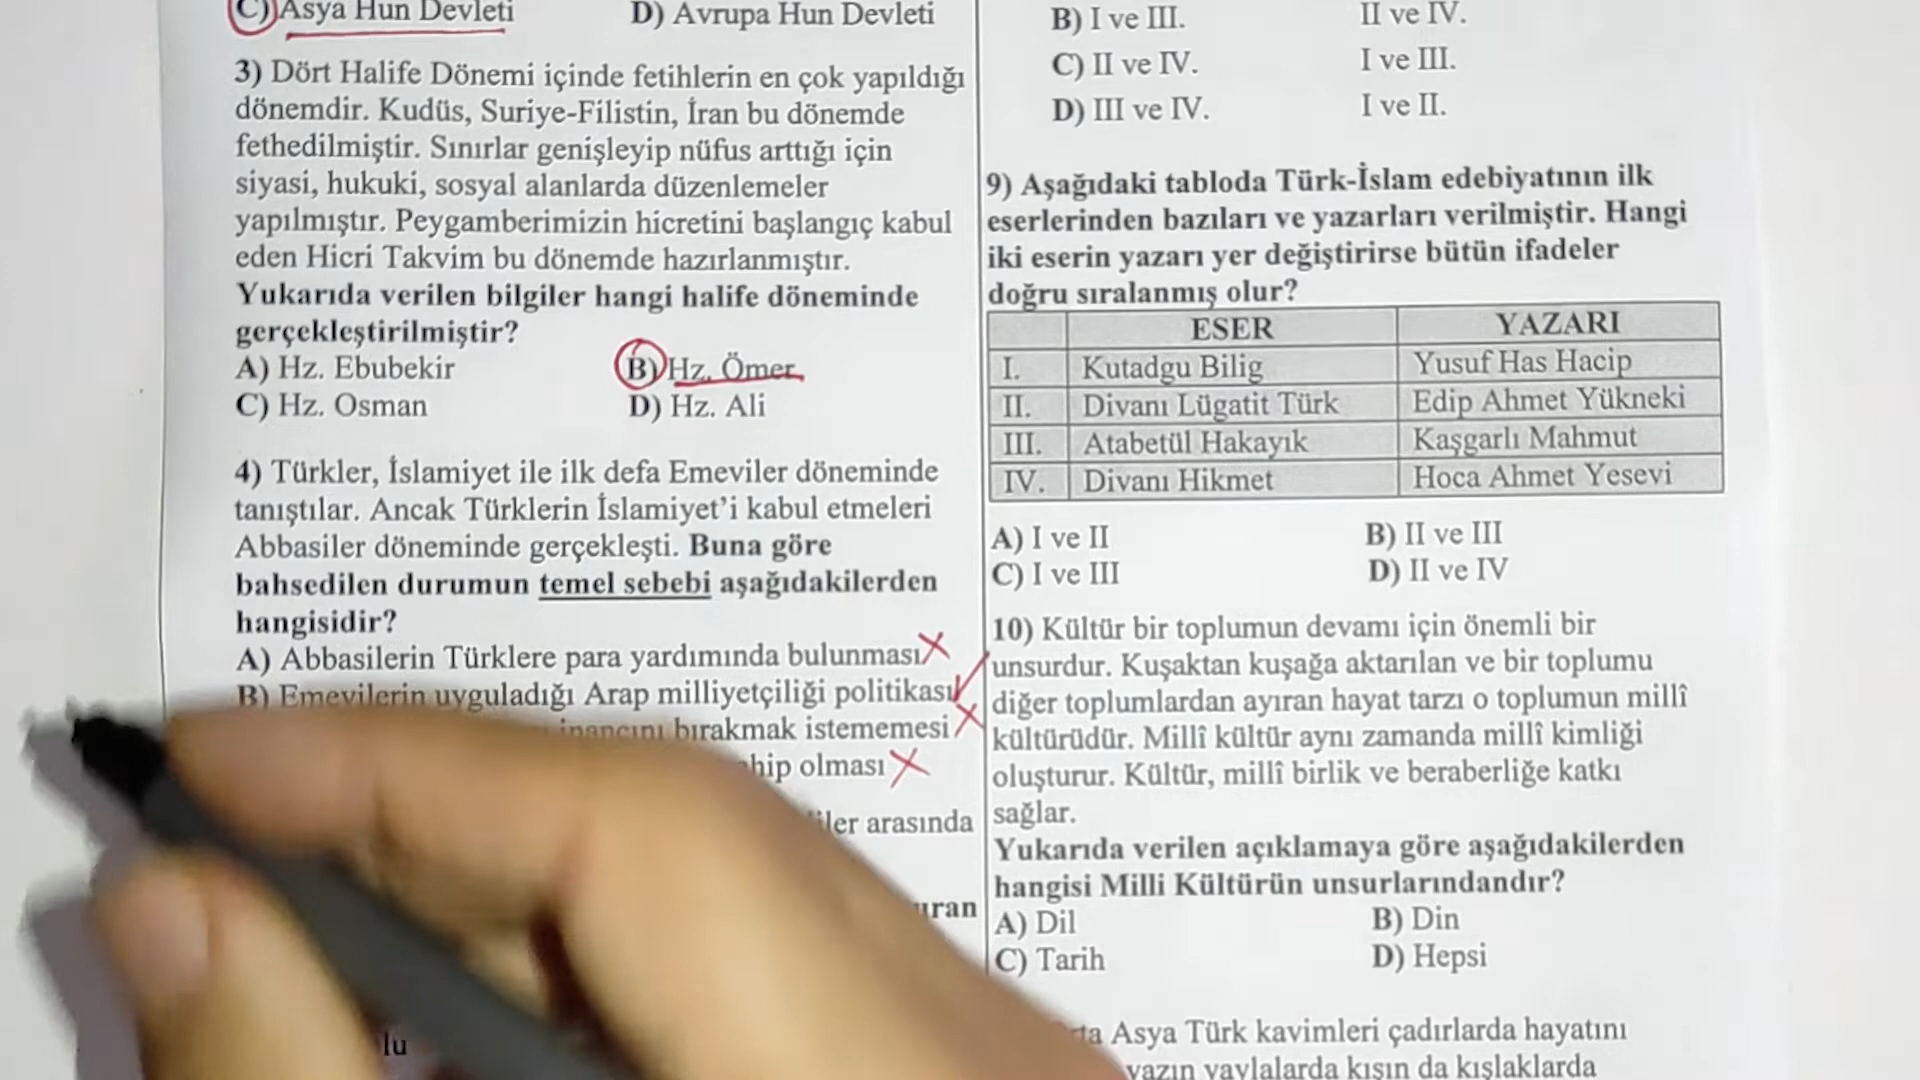 C) Asya Hun Devleti
D) Avrupa Hun Devleti
3) Dört Halife Dönemi içinde fetihlerin en çok yapıldığı
dönemdir. Kudüs, Suriye-Filistin, İran bu dönemde
fethedilmiştir. Sınırlar genişleyip nüfus arttığı için
siyasi, hukuki, sosyal alanlarda düzenlemeler
yapılmıştır. Peygamberimizin hicretini başlangıç kabul
eden Hicri Takvim bu dönemde hazırlanmıştır.
Yukarıda verilen bilgiler hangi halife döneminde
gerçekleştirilmiştir?
A) Hz. Ebubekir
B) Hz. Ömer
C) Hz. Osman
D) Hz. Ali
4) Türkler, İslamiyet ile ilk defa Emeviler döneminde
tanıştılar. Ancak Türklerin İslamiyet'i kabul etmeleri
Abbasiler döneminde gerçekleşti. Buna göre
bahsedilen durumun temel sebebi aşağıdakilerden
hangisidir?
A) Abbasilerin Türklere para yardımında bulunması
B) Emevilerin uyguladığı Arap milliyetçiliği politikası
inancını bırakmak istememesi
olması
arasında
B) I ve III. II ve IV.
C) II ve IV. I ve III.
D) III ve IV. I ve II.
9) Aşağıdaki tabloda Türk-İslam edebiyatının ilk
eserlerinden bazıları ve yazarları verilmiştir. Hangi
iki eserin yazarı yer değiştirirse bütün ifadeler
doğru sıralanmış olur?
ESER YAZARI
I. Kutadgu Bilig Yusuf Has Hacip
II. Divanı Lügatit Türk Edip Ahmet Yükneki
III. Atabetül Hakayık Kaşgarlı Mahmut
IV. Divanı Hikmet Hoca Ahmet Yesevi
A) I ve II
B) II ve III
C) I ve III
D) II ve IV
10) Kültür bir toplumun devamı için önemli bir
unsurdur. Kuşaktan kuşağa aktarılan ve bir toplumu
diğer toplumlardan ayıran hayat tarzı o toplumun millî
kültürüdür. Millî kültür aynı zamanda millî kimliği
oluşturur. Kültür, millî birlik ve beraberliğe katkı
sağlar.
Yukarıda verilen açıklamaya göre aşağıdakilerden
hangisi Milli Kültürün unsurlarındandır?
A) Dil
B) Din
C) Tarih
D) Hepsi
Asya Türk kavimleri çadırlarda hayatını
yazın yaylalarda kışın da kışlaklarda